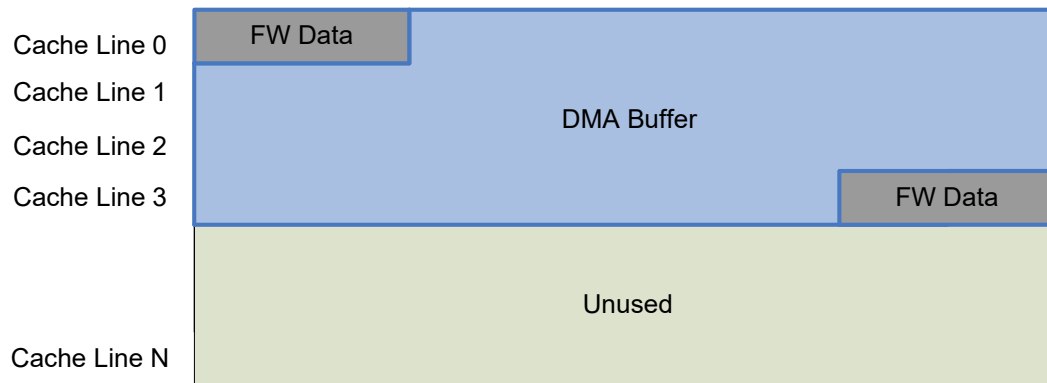 Cache Line 0
FW Data
Cache Line 1
DMA Buffer
Cache Line 2
Cache Line 3
FW Data
Unused
Cache Line N